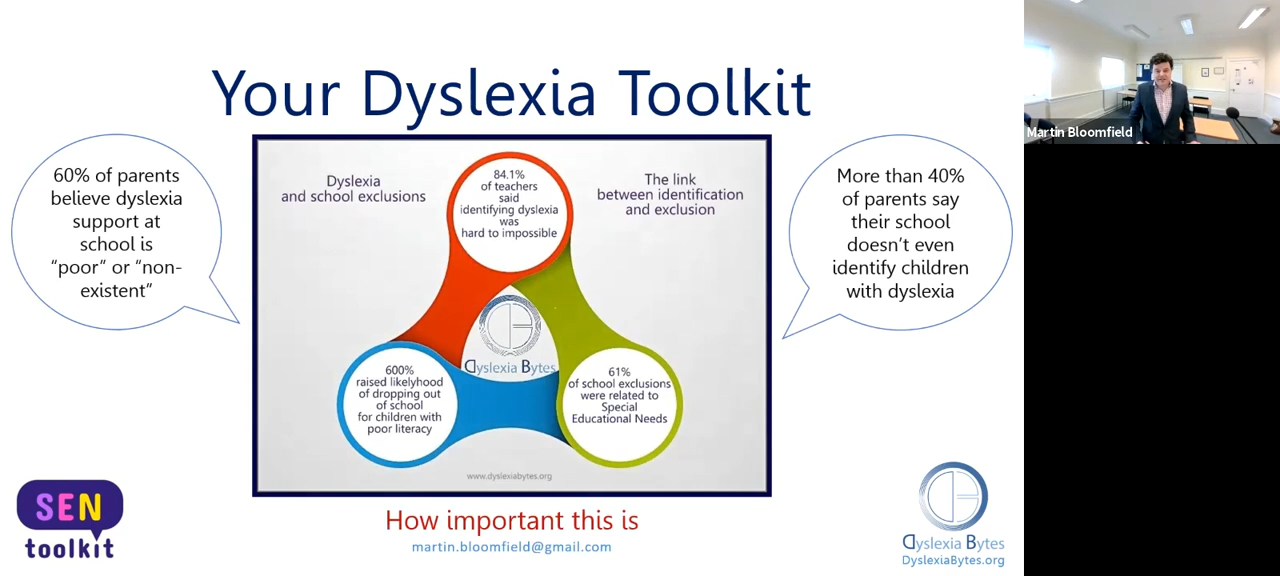 Your Dyslexia Toolkit
60% of parents
believe dyslexia
support at
school is
“poor” or “non-
existent”
Dyslexia
and school exclusions
84.1%
of teachers
said
identifying dyslexia
was
hard to impossible
The link
between identification
and exclusion
More than 40%
of parents say
their school
doesn’t even
identify children
with dyslexia
Dyslexia Bytes
600%
raised likelyhood
of dropping out
of school
for children with
poor literacy
61%
of school exclusions
were related to
Special
Educational Needs
www.dyslexiabytes.org
How important this is
martin.bloomfield@gmail.com
SEN
toolkit
Dyslexia Bytes
DyslexiaBytes.org
Martin Bloomfield